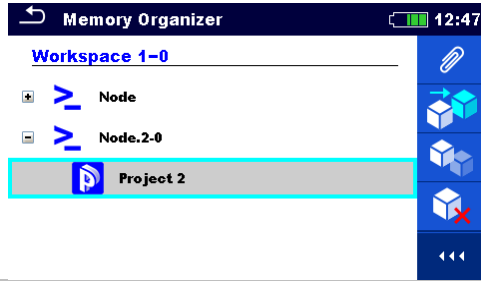 Memory Organizer
12:47
Workspace 1-0
Node
Node.2-0
Project 2